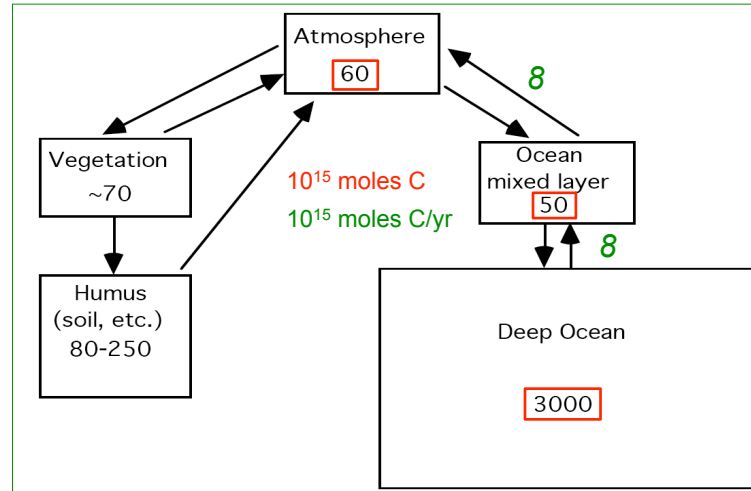 Atmosphere
60
8
Vegetation
~70
Ocean
mixed layer
50
10¹⁵ moles C
10¹⁵ moles C/yr
8
Humus
(soil, etc.)
80-250
Deep Ocean
3000